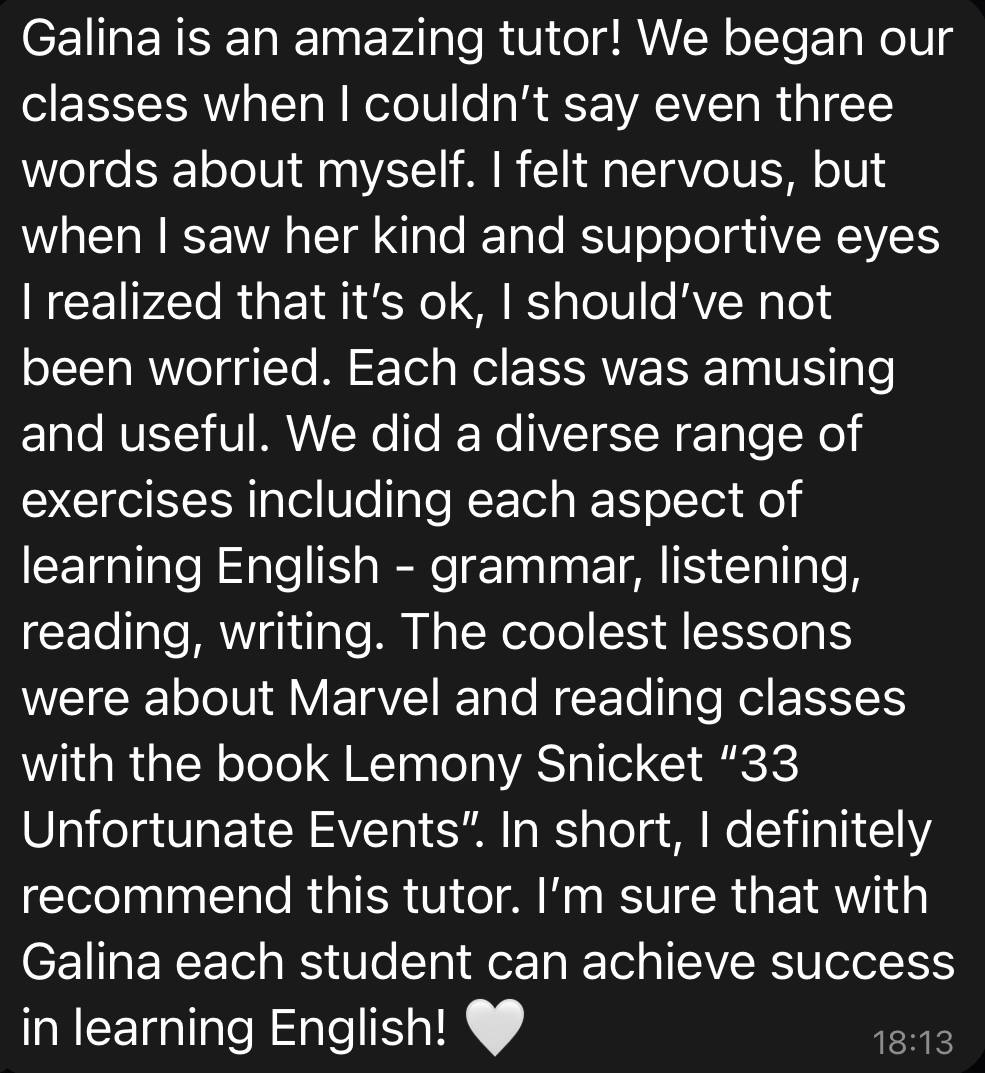 Galina is an amazing tutor! We began our
classes when I couldn’t say even three
words about myself. I felt nervous, but
when I saw her kind and supportive eyes
I realized that it’s ok, I should’ve not
been worried. Each class was amusing
and useful. We did a diverse range of
exercises including each aspect of
learning English - grammar, listening,
reading, writing. The coolest lessons
were about Marvel and reading classes
with the book Lemony Snicket “33
Unfortunate Events”. In short, I definitely
recommend this tutor. I’m sure that with
Galina each student can achieve success
in learning English! 🤍
18:13